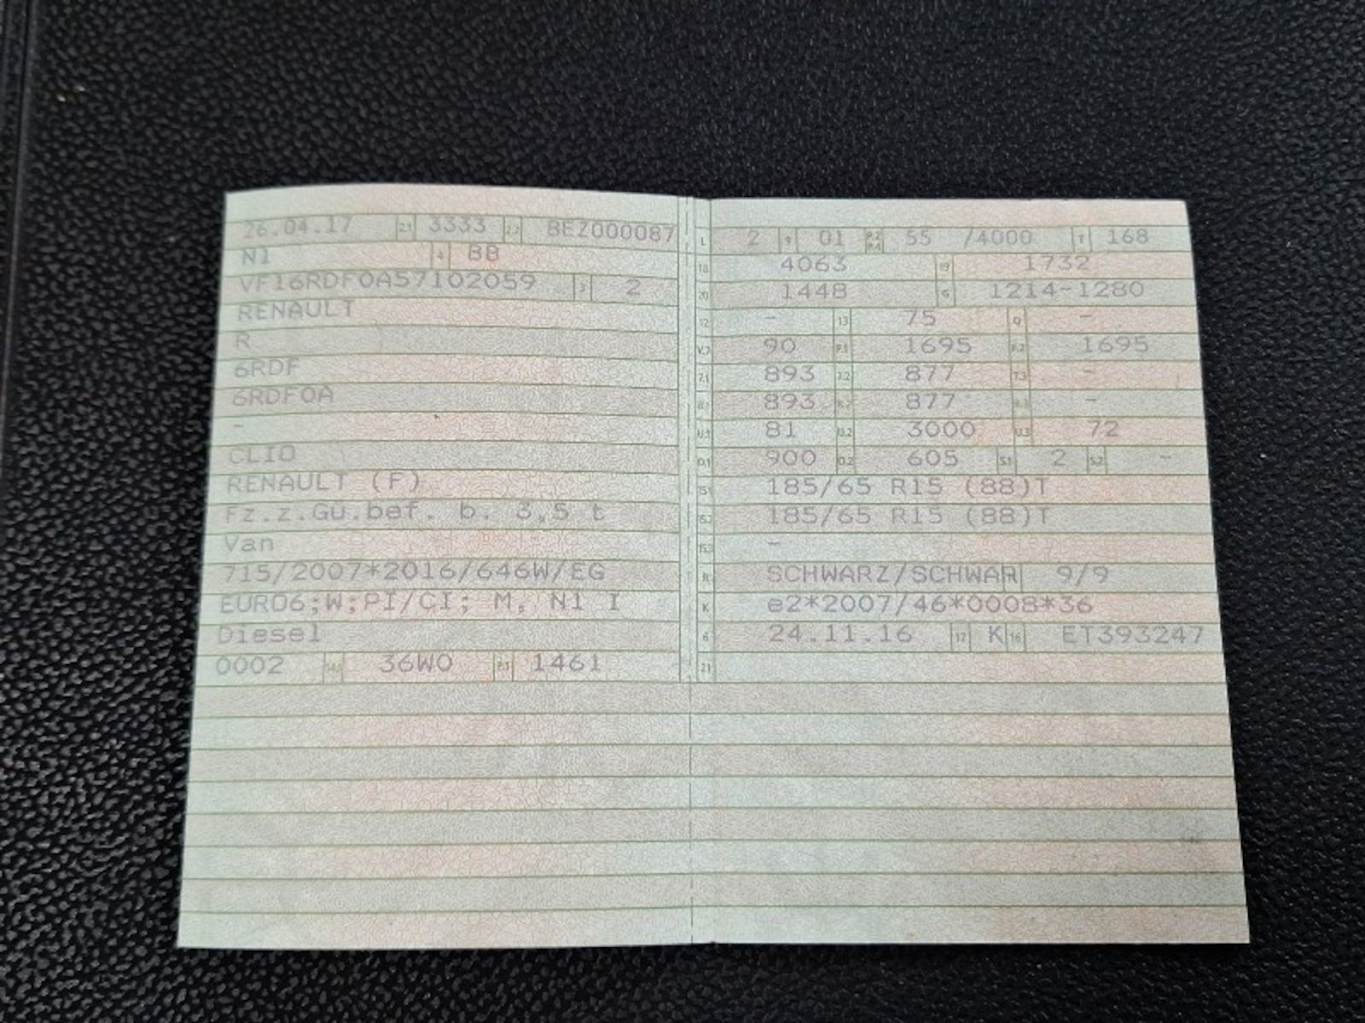 26.04.17 2.1 3333 2.2 BEZ000087
N1 4 BB
VF16RDF0A57102059 3 2
RENAULT
R
6RDF
6RDF0A
-
CLIO
RENAULT (F)
Fz.z.Gü.bef. b. 3,5 t
Van
715/2007*2016/646W/EG
EURO6;W;PI/CI; M, N1 I
Diesel
0002 36W0 P.1 1461
L 2 9 01 P.2 P.4 55 /4000 T 168
18 4063 19 1732
20 1448 G 1214-1280
12 - 13 75 Q -
V.7 90 F.1 1695 F.2 1695
7.1 893 7.2 877 7.3 -
8.1 893 8.2 877 8.3 -
U.1 81 U.2 3000 U.3 72
O.1 900 O.2 605 S.1 2 S.2 -
15.1 185/65 R15 (88)T
15.2 185/65 R15 (88)T
15.3 -
R SCHWARZ/SCHWAR 9/9
K e2*2007/46*0008*36
6 24.11.16 17 K 16 ET393247
21